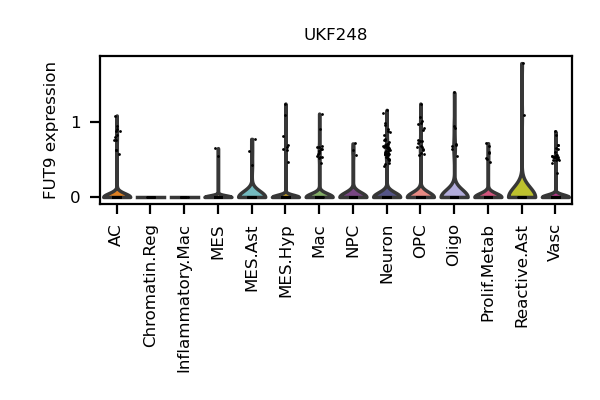 UKF248
FUT9 expression
1
0
AC
Chromatin.Reg
Inflammatory.Mac
MES
MES.Ast
MES.Hyp
Mac
NPC
Neuron
OPC
Oligo
Prolif.Metab
Reactive.Ast
Vasc